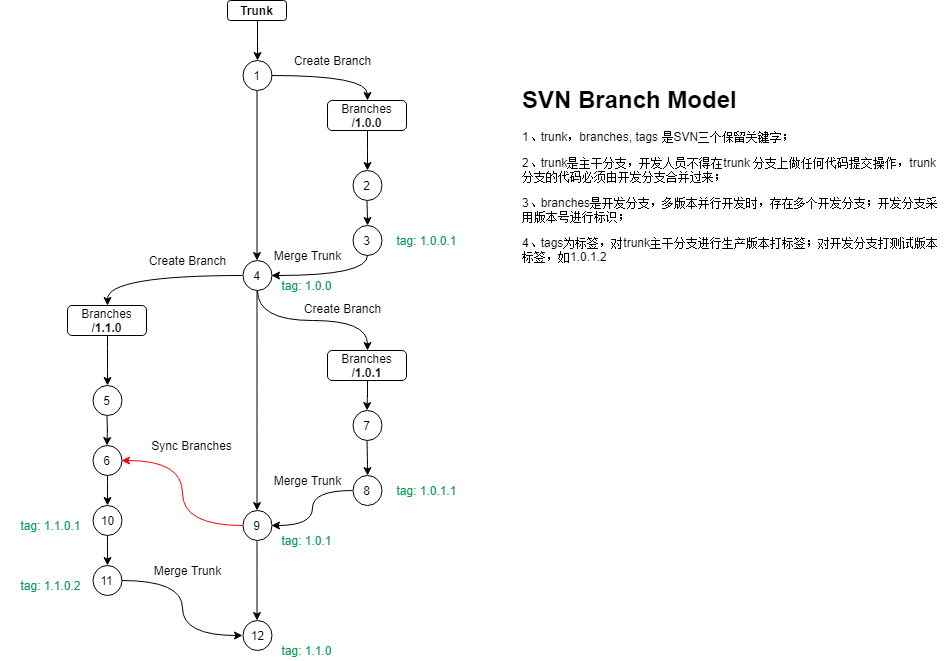 Trunk
1
Create Branch
Branches
/1.0.0
2
3
tag: 1.0.0.1
Merge Trunk
4
tag: 1.0.0
Create Branch
Branches
/1.1.0
Create Branch
Branches
/1.0.1
5
7
Sync Branches
6
Merge Trunk
8
tag: 1.0.1.1
10
tag: 1.1.0.1
9
tag: 1.0.1
11
tag: 1.1.0.2
Merge Trunk
12
tag: 1.1.0
SVN Branch Model
1、trunk，branches, tags 是SVN三个保留关键字；
2、trunk是主干分支，开发人员不得在trunk 分支上做任何代码提交操作，trunk
分支的代码必须由开发分支合并过来；
3、branches是开发分支，多版本并行开发时，存在多个开发分支；开发分支采
用版本号进行标识；
4、tags为标签，对trunk主干分支进行生产版本打标签；对开发分支打测试版本
标签，如1.0.1.2